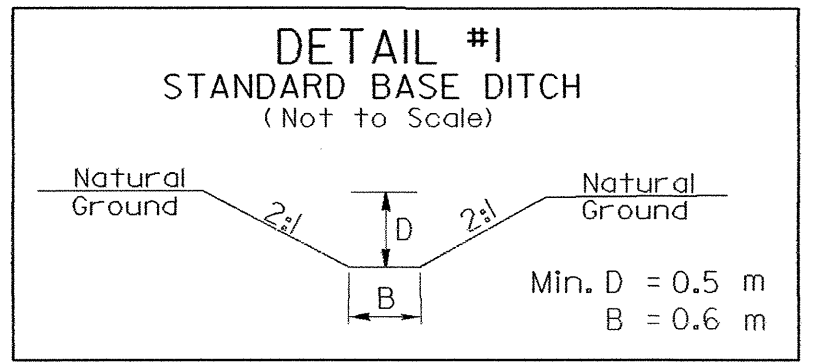 DETAIL #1
STANDARD BASE DITCH
(Not to Scale)
Natural
Ground
2:1
D
2:1
Natural
Ground
B
Min. D = 0.5 m
B = 0.6 m